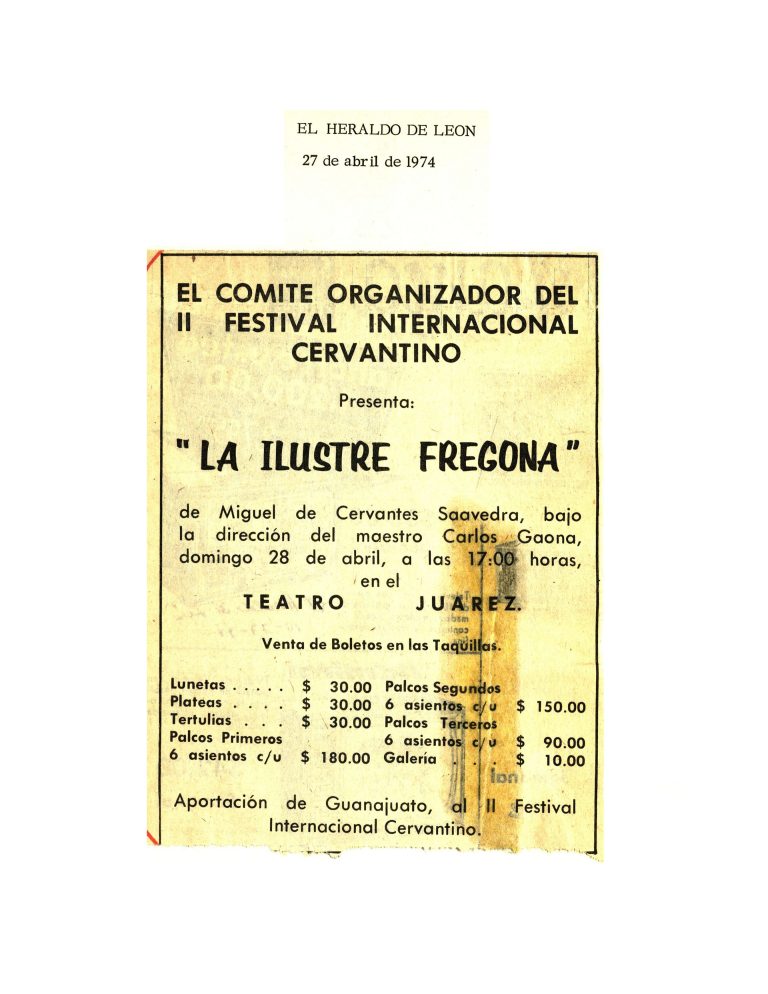 EL HERALDO DE LEON
27 de abril de 1974
EL COMITE ORGANIZADOR DEL
II FESTIVAL INTERNACIONAL
CERVANTINO
Presenta:
"LA ILUSTRE FREGONA"
de Miguel de Cervantes Saavedra, bajo
la dirección del maestro Carlos Gaona,
domingo 28 de abril, a las 17:00 horas,
en el
TEATRO JUAREZ.
Venta de Boletos en las Taquillas.
Lunetas . . . . . $ 30.00
Plateas . . . . $ 30.00
Tertulias . . . $ 30.00
Palcos Primeros
6 asientos c/u $ 180.00
Palcos Segundos
6 asientos c/u $ 150.00
Palcos Terceros
6 asientos c/u $ 90.00
Galería . . . $ 10.00
Aportación de Guanajuato, al II Festival
Internacional Cervantino.